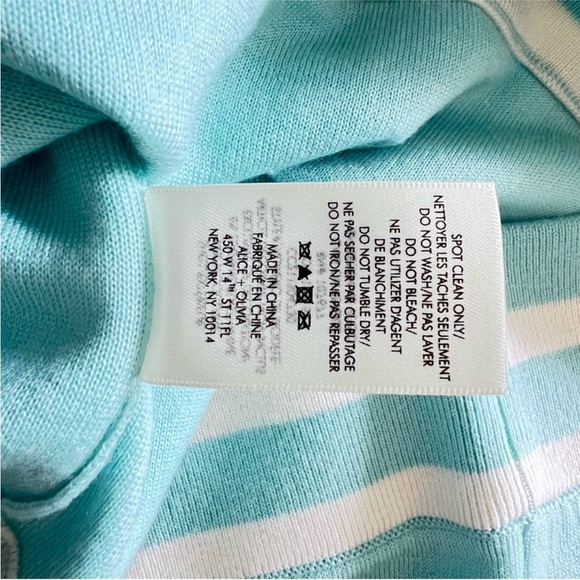 SPOT CLEAN ONLY/
NETTOYER LES TACHES SEULEMENT
DO NOT WASH/NE PAS LAVER
DO NOT BLEACH/
NE PAS UTILIZER D'AGENT
DE BLANCHIMENT
DO NOT TUMBLE DRY/
NE PAS SECHER PAR CULBUTAGE
DO NOT IRON/NE PAS REPASSER
MADE IN CHINA
FABRIQUE EN CHINE
ALICE + OLIVIA
450 W 14TH ST 11FL
NEW YORK, NY 10014